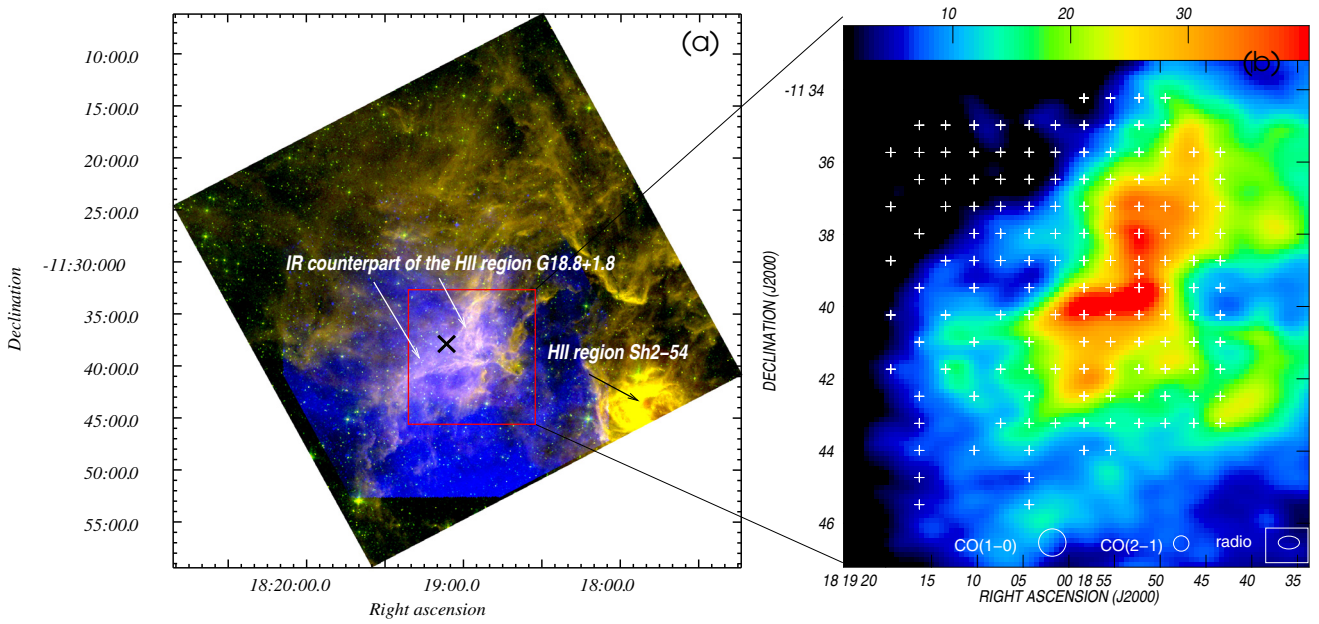 (a)
10:00.0
15:00.0
20:00.0
25:00.0
-11:30:000
35:00.0
40:00.0
45:00.0
50:00.0
55:00.0
Declination
IR counterpart of the HII region G18.8+1.8
HII region Sh2−54
18:20:00.0 19:00.0 18:00.0
Right ascension
10 20 30
(b)
-11 34
36
38
40
42
44
46
DECLINATION (J2000)
CO(1−0) CO(2−1) radio
18 19 20 15 10 05 00 18 55 50 45 40 35
RIGHT ASCENSION (J2000)